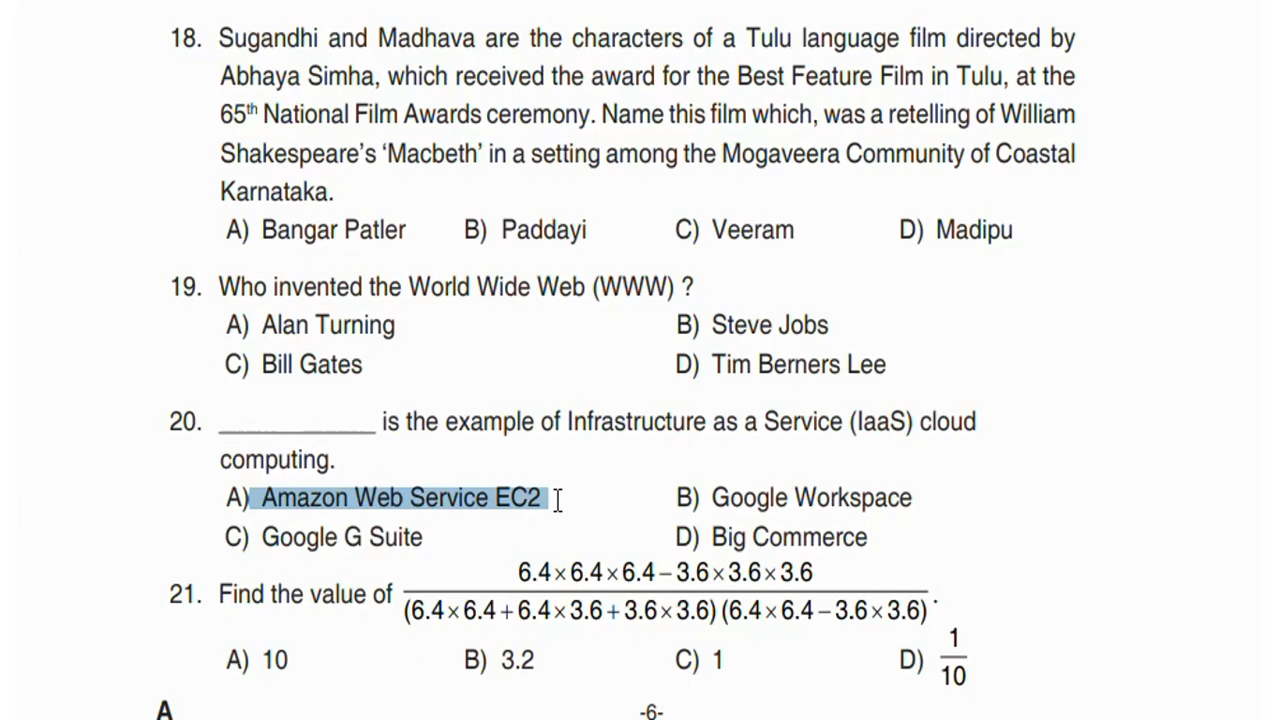 18. Sugandhi and Madhava are the characters of a Tulu language film directed by
Abhaya Simha, which received the award for the Best Feature Film in Tulu, at the
65th National Film Awards ceremony. Name this film which, was a retelling of William
Shakespeare's 'Macbeth' in a setting among the Mogaveera Community of Coastal
Karnataka.
A) Bangar Patler B) Paddayi C) Veeram D) Madipu
19. Who invented the World Wide Web (WWW) ?
A) Alan Turning B) Steve Jobs
C) Bill Gates D) Tim Berners Lee
20. ____________ is the example of Infrastructure as a Service (IaaS) cloud
computing.
A) Amazon Web Service EC2 B) Google Workspace
C) Google G Suite D) Big Commerce
6.4×6.4×6.4−3.6×3.6×3.6
21. Find the value of
(6.4×6.4+6.4×3.6+3.6×3.6)(6.4×6.4−3.6×3.6) .
A) 10 B) 3.2 C) 1 D) 1/10
A -6-